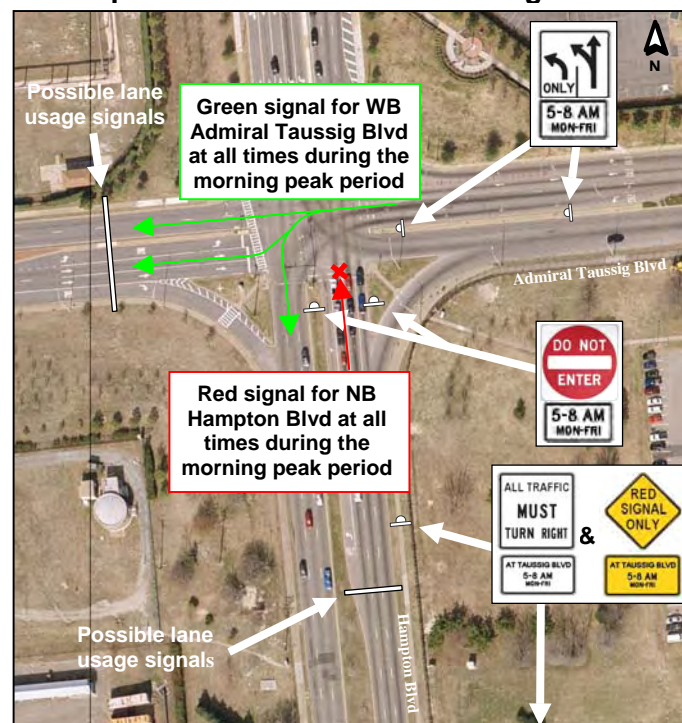 Possible lane
usage signals
Green signal for WB
Admiral Taussig Blvd
at all times during the
morning peak period
ONLY
5-8 AM
MON-FRI
N
Admiral Taussig Blvd
DO NOT
ENTER
5-8 AM
MON-FRI
Red signal for NB
Hampton Blvd at all
times during the
morning peak period
ALL TRAFFIC
MUST
TURN RIGHT
&
RED
SIGNAL
ONLY
AT TAUSSIG BLVD
5-8 AM
MON-FRI
AT TAUSSIG BLVD
5-8 AM
MON-FRI
Possible lane
usage signals
Hampton Blvd